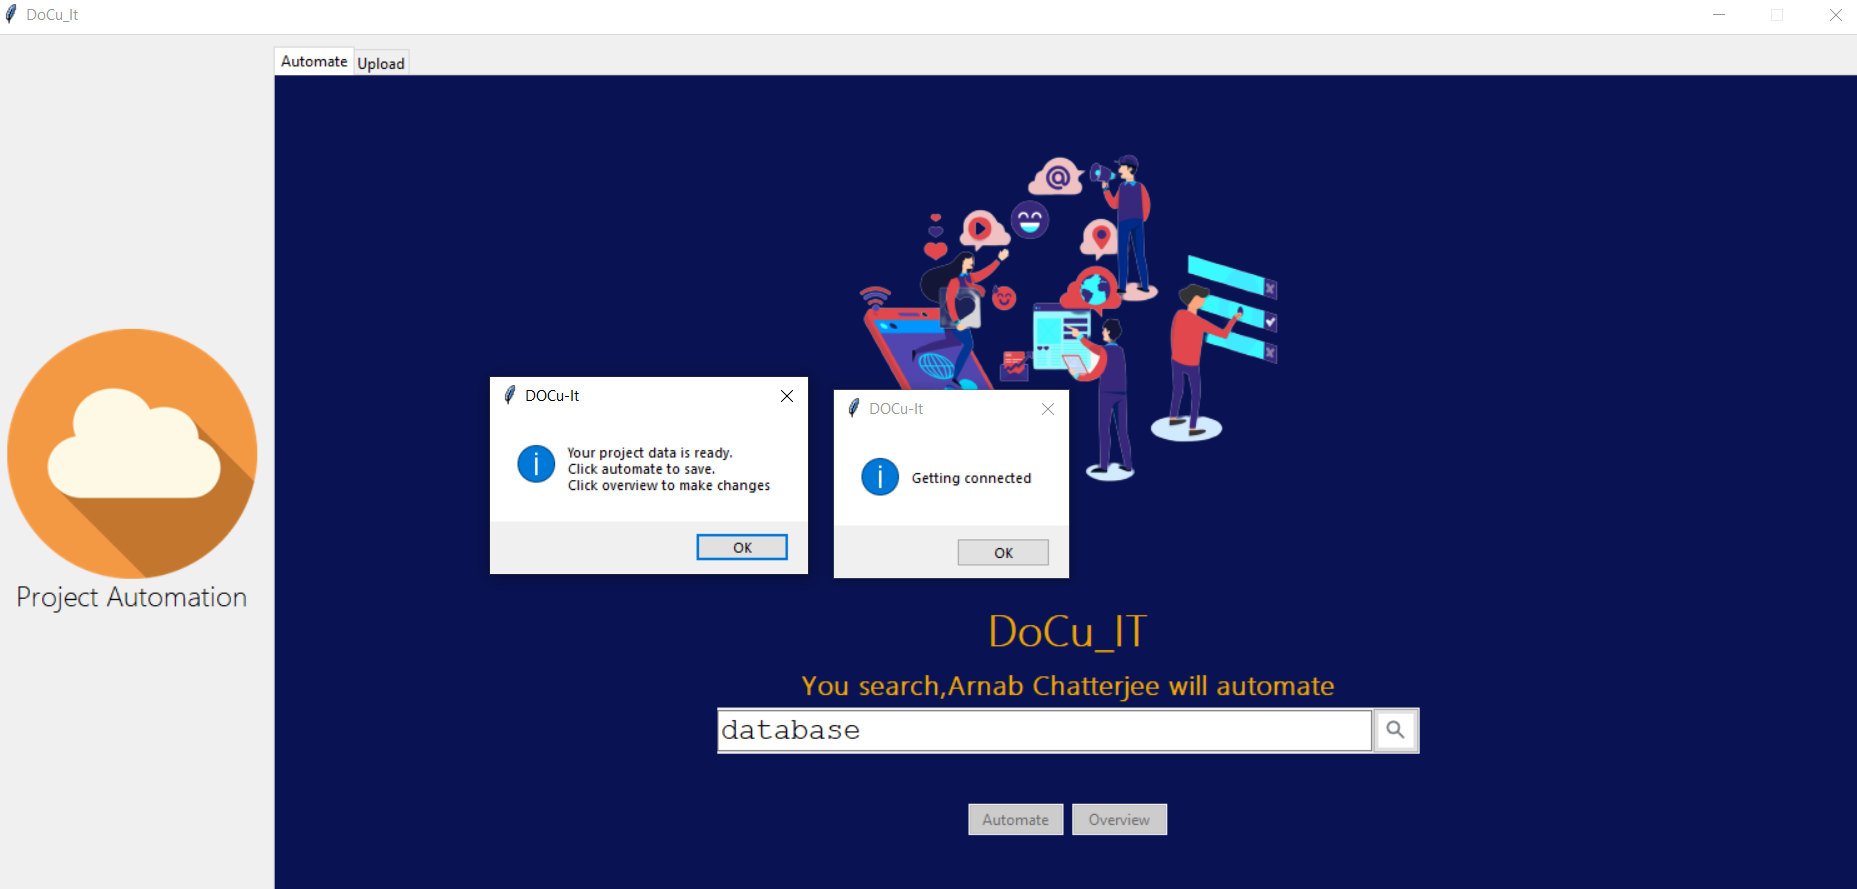 DoCu_It
Automate
Upload
Project Automation
DOCu-It
Your project data is ready.
Click automate to save.
Click overview to make changes
OK
DOCu-It
Getting connected
OK
DoCu_IT
You search,Arnab Chatterjee will automate
database
Automate
Overview